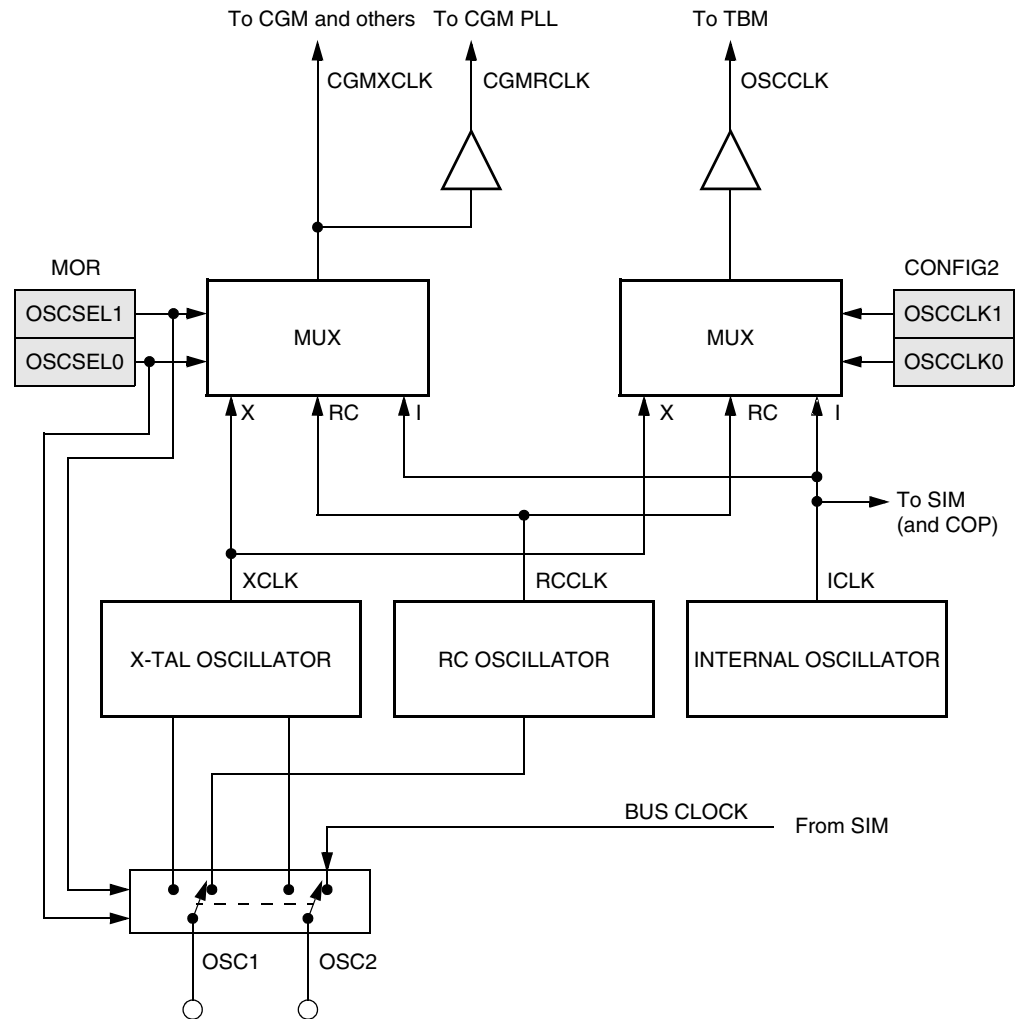 To CGM and others
To CGM PLL
To TBM
CGMXCLK
CGMRCLK
OSCCLK
MOR
CONFIG2
OSCSEL1
OSCSEL0
MUX
MUX
OSCCLK1
OSCCLK0
X
RC
I
X
RC
I
To SIM
(and COP)
XCLK
RCCLK
ICLK
X-TAL OSCILLATOR
RC OSCILLATOR
INTERNAL OSCILLATOR
BUS CLOCK
From SIM
OSC1
OSC2